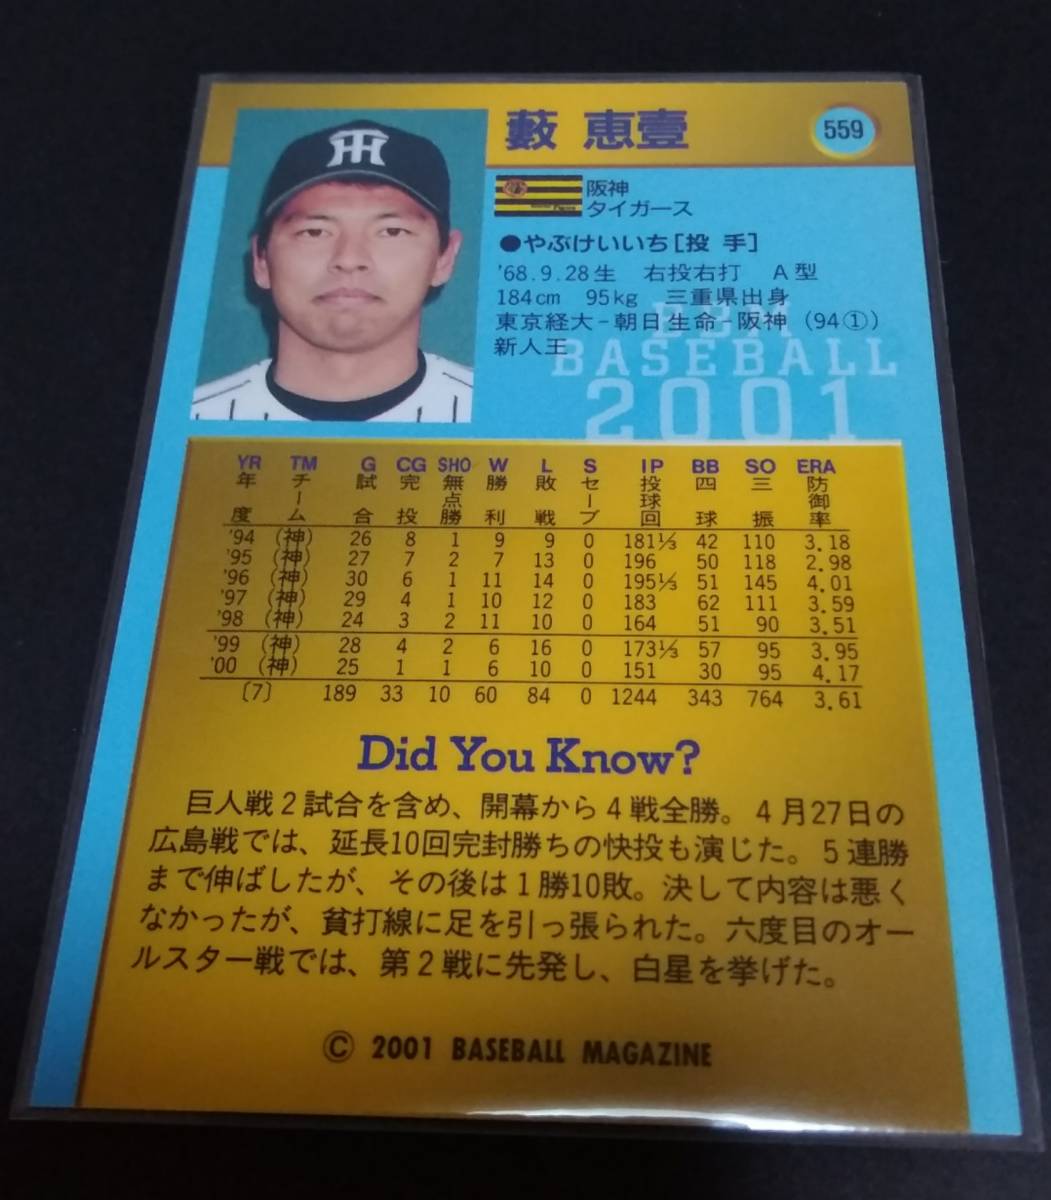 藪 恵壹
559
阪神
タイガース
●やぶけいいち[投 手]
'68.9.28生 右投右打 A型
184cm 95kg 三重県出身
東京経大-朝日生命-阪神 (94①)
新人王
BBM
BASEBALL
2001
YR TM G CG SHO W L S IP BB SO ERA
年度 チーム 試合 完投 無点勝 勝利 敗戦 セーブ 投球回 四球 三振 防御率
'94 (神) 26 8 1 9 9 0 181⅓ 42 110 3.18
'95 (神) 27 7 2 7 13 0 196 50 118 2.98
'96 (神) 30 6 1 11 14 0 195⅓ 51 145 4.01
'97 (神) 29 4 1 10 12 0 183 62 111 3.59
'98 (神) 24 3 2 11 10 0 164 51 90 3.51
'99 (神) 28 4 2 6 16 0 173⅓ 57 95 3.95
'00 (神) 25 1 1 6 10 0 151 30 95 4.17
〔7〕 189 33 10 60 84 0 1244 343 764 3.61
Did You Know?
巨人戦2試合を含め、開幕から4戦全勝。4月27日の
広島戦では、延長10回完封勝ちの快投も演じた。5連勝
まで伸ばしたが、その後は1勝10敗。決して内容は悪く
なかったが、貧打線に足を引っ張られた。六度目のオー
ルスター戦では、第2戦に先発し、白星を挙げた。
© 2001 BASEBALL MAGAZINE